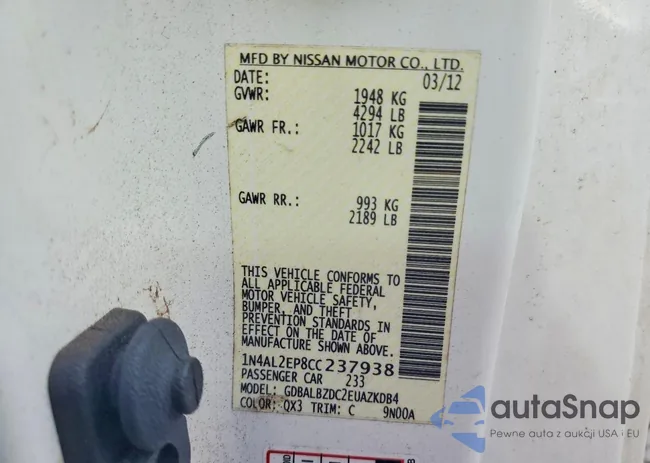 MFD BY NISSAN MOTOR CO., LTD.
DATE: 03/12
GVWR: 1948 KG
4294 LB
GAWR FR.: 1017 KG
2242 LB
GAWR RR.: 993 KG
2189 LB
THIS VEHICLE CONFORMS TO
ALL APPLICABLE FEDERAL
MOTOR VEHICLE SAFETY,
BUMPER, AND THEFT
PREVENTION STANDARDS IN
EFFECT ON THE DATE OF
MANUFACTURE SHOWN ABOVE.
1N4AL2EP8CC237938
PASSENGER CAR 233
MODEL: GDBALBZDC2EUAZKDB4
COLOR: QX3 TRIM: C 9N00A
autaSnap
Pewne auta z aukcji USA i EU